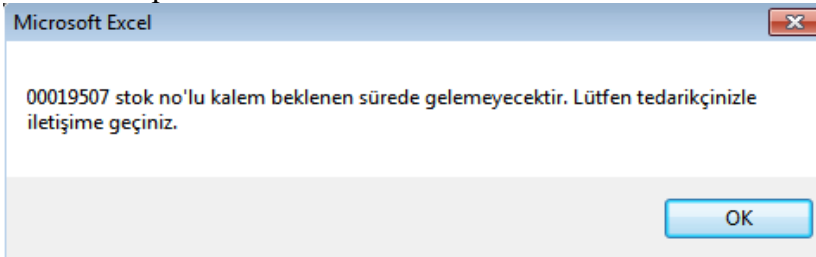 Microsoft Excel
00019507 stok no'lu kalem beklenen sürede gelemeyecektir. Lütfen tedarikçinizle
iletişime geçiniz.
OK